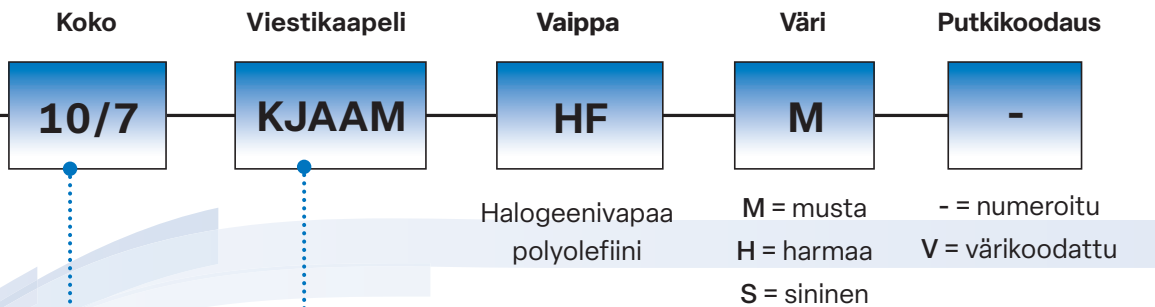 Koko Viestikaapeli Vaippa Väri Putkikoodaus
10/7 KJAAM HF M -
Halogeenivapaa M = musta - = numeroitu
polyolefiini H = harmaa V = värikoodattu
S = sininen